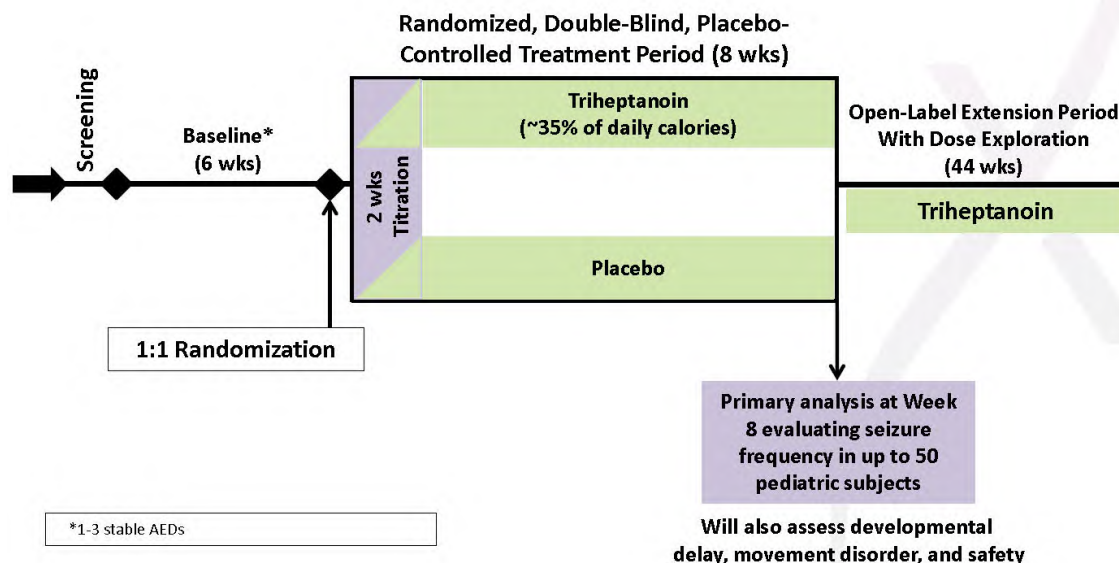 Randomized, Double-Blind, Placebo-
Controlled Treatment Period (8 wks)
Screening
Baseline*
(6 wks)
2 wks
Titration
Triheptanoin
(~35% of daily calories)
Placebo
Open-Label Extension Period
With Dose Exploration
(44 wks)
Triheptanoin
1:1 Randomization
Primary analysis at Week
8 evaluating seizure
frequency in up to 50
pediatric subjects
*1-3 stable AEDs
Will also assess developmental
delay, movement disorder, and safety